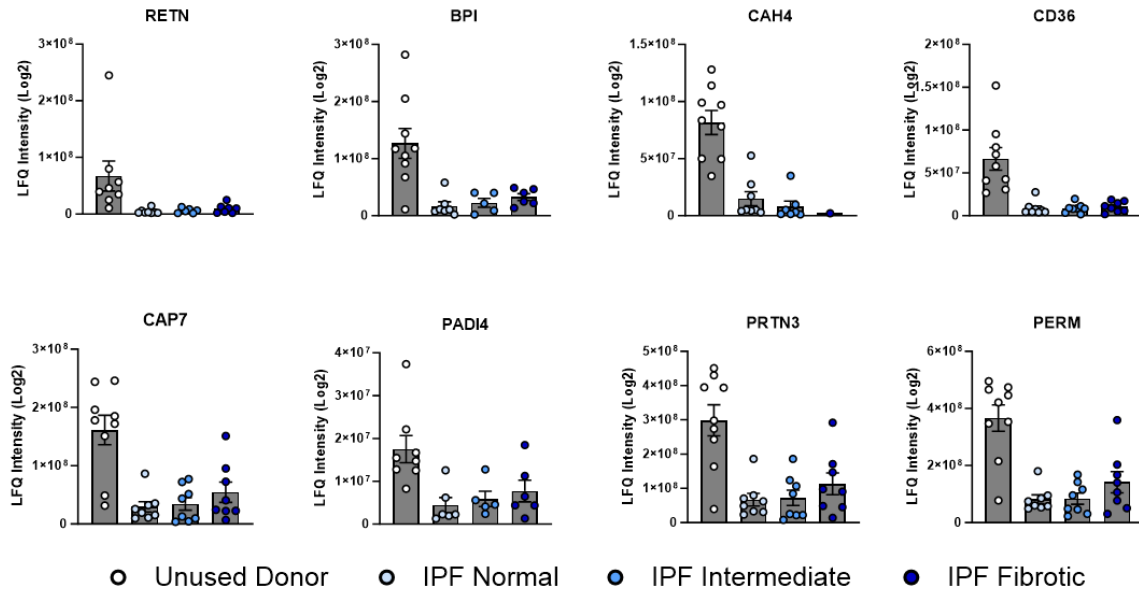 RETN
BPI
CAH4
CD36
LFQ Intensity (Log2)
3×10⁸
2×10⁸
1×10⁸
0
LFQ Intensity (Log2)
3×10⁸
2×10⁸
1×10⁸
0
LFQ Intensity (Log2)
1.5×10⁸
1×10⁸
5×10⁷
0
LFQ Intensity (Log2)
2×10⁸
1.5×10⁸
1×10⁸
5×10⁷
0
CAP7
PADI4
PRTN3
PERM
LFQ Intensity (Log2)
3×10⁸
2×10⁸
1×10⁸
0
LFQ Intensity (Log2)
4×10⁷
3×10⁷
2×10⁷
1×10⁷
0
LFQ Intensity (Log2)
5×10⁸
4×10⁸
3×10⁸
2×10⁸
1×10⁸
0
LFQ Intensity (Log2)
6×10⁸
4×10⁸
2×10⁸
0
Unused Donor IPF Normal IPF Intermediate IPF Fibrotic